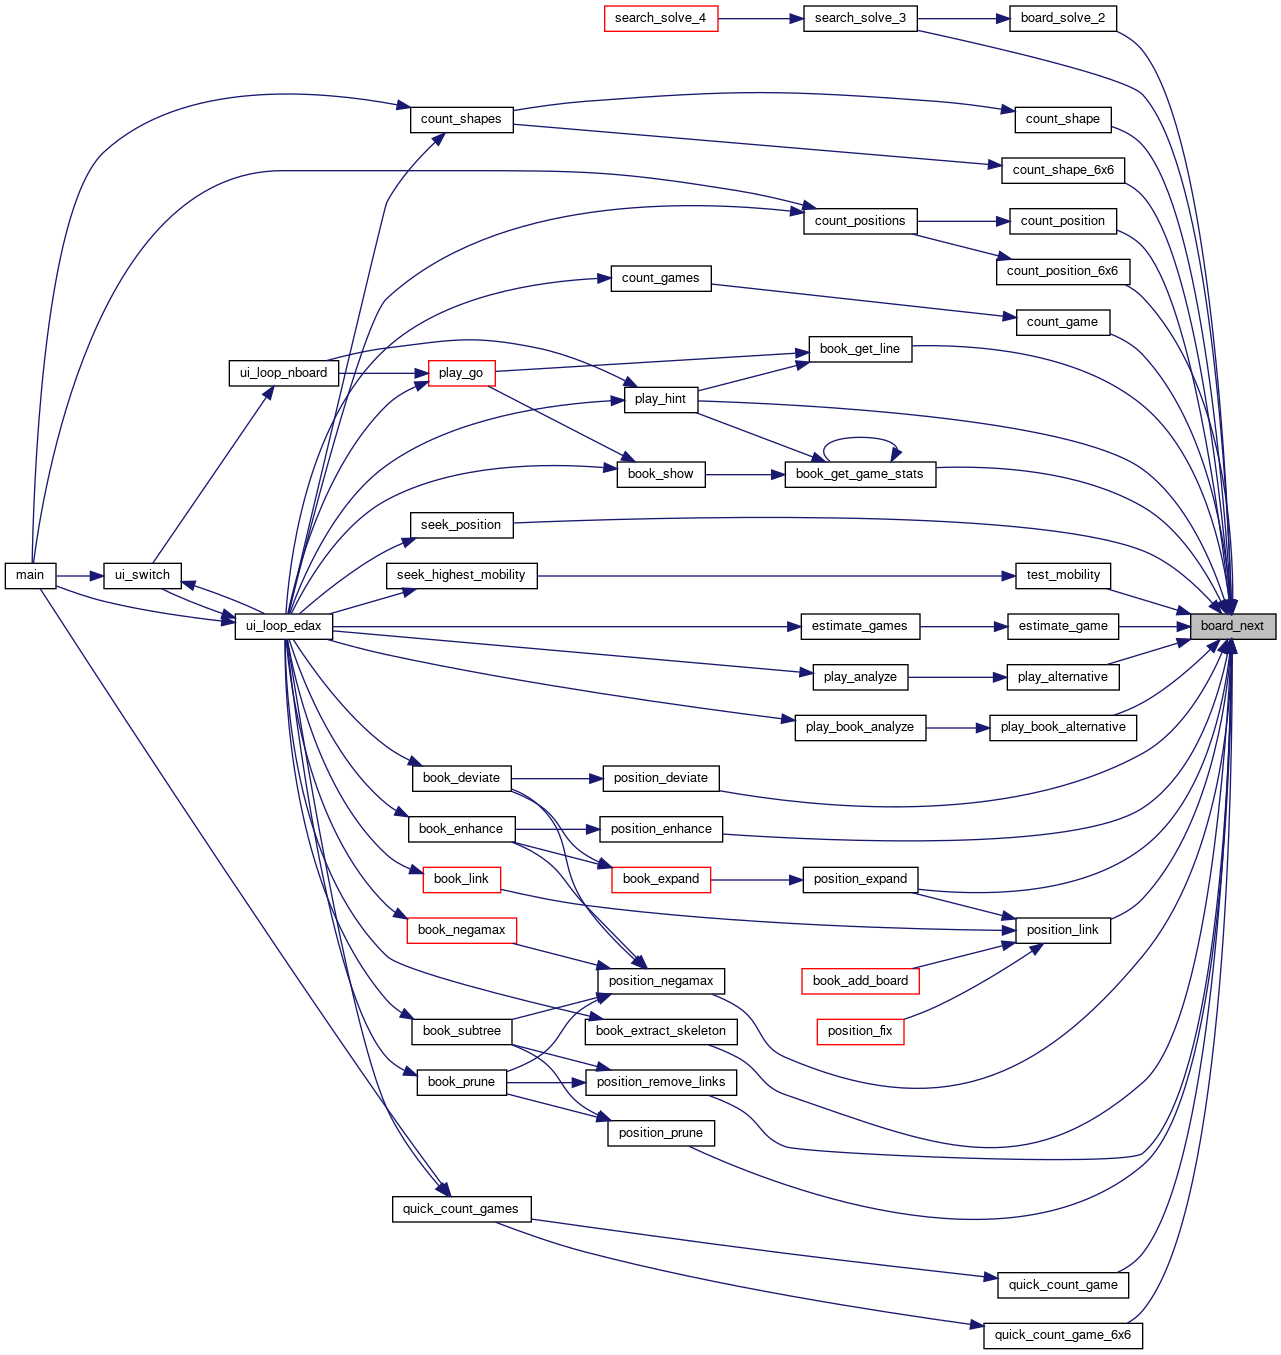 search_solve_4
search_solve_3
board_solve_2
count_shapes
count_shape
count_shape_6x6
count_positions
count_position
count_position_6x6
count_games
count_game
book_get_line
ui_loop_nboard
play_go
play_hint
book_show
book_get_game_stats
seek_position
main
ui_switch
seek_highest_mobility
test_mobility
ui_loop_edax
estimate_games
estimate_game
board_next
play_analyze
play_alternative
play_book_analyze
play_book_alternative
book_deviate
position_deviate
book_enhance
position_enhance
book_link
book_expand
position_expand
book_negamax
position_link
position_negamax
book_add_board
book_subtree
book_extract_skeleton
position_fix
book_prune
position_remove_links
position_prune
quick_count_games
quick_count_game
quick_count_game_6x6